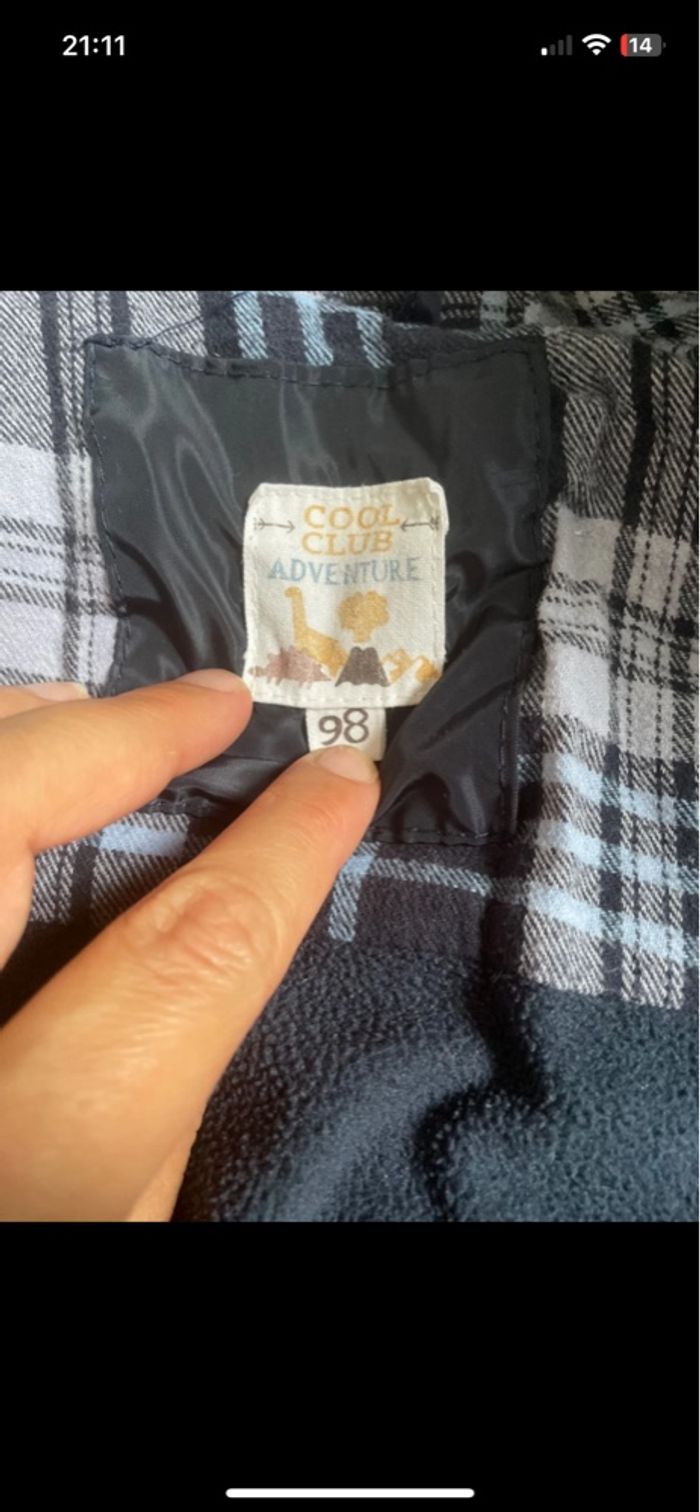 21:11
14
COOL
CLUB
ADVENTURE
98